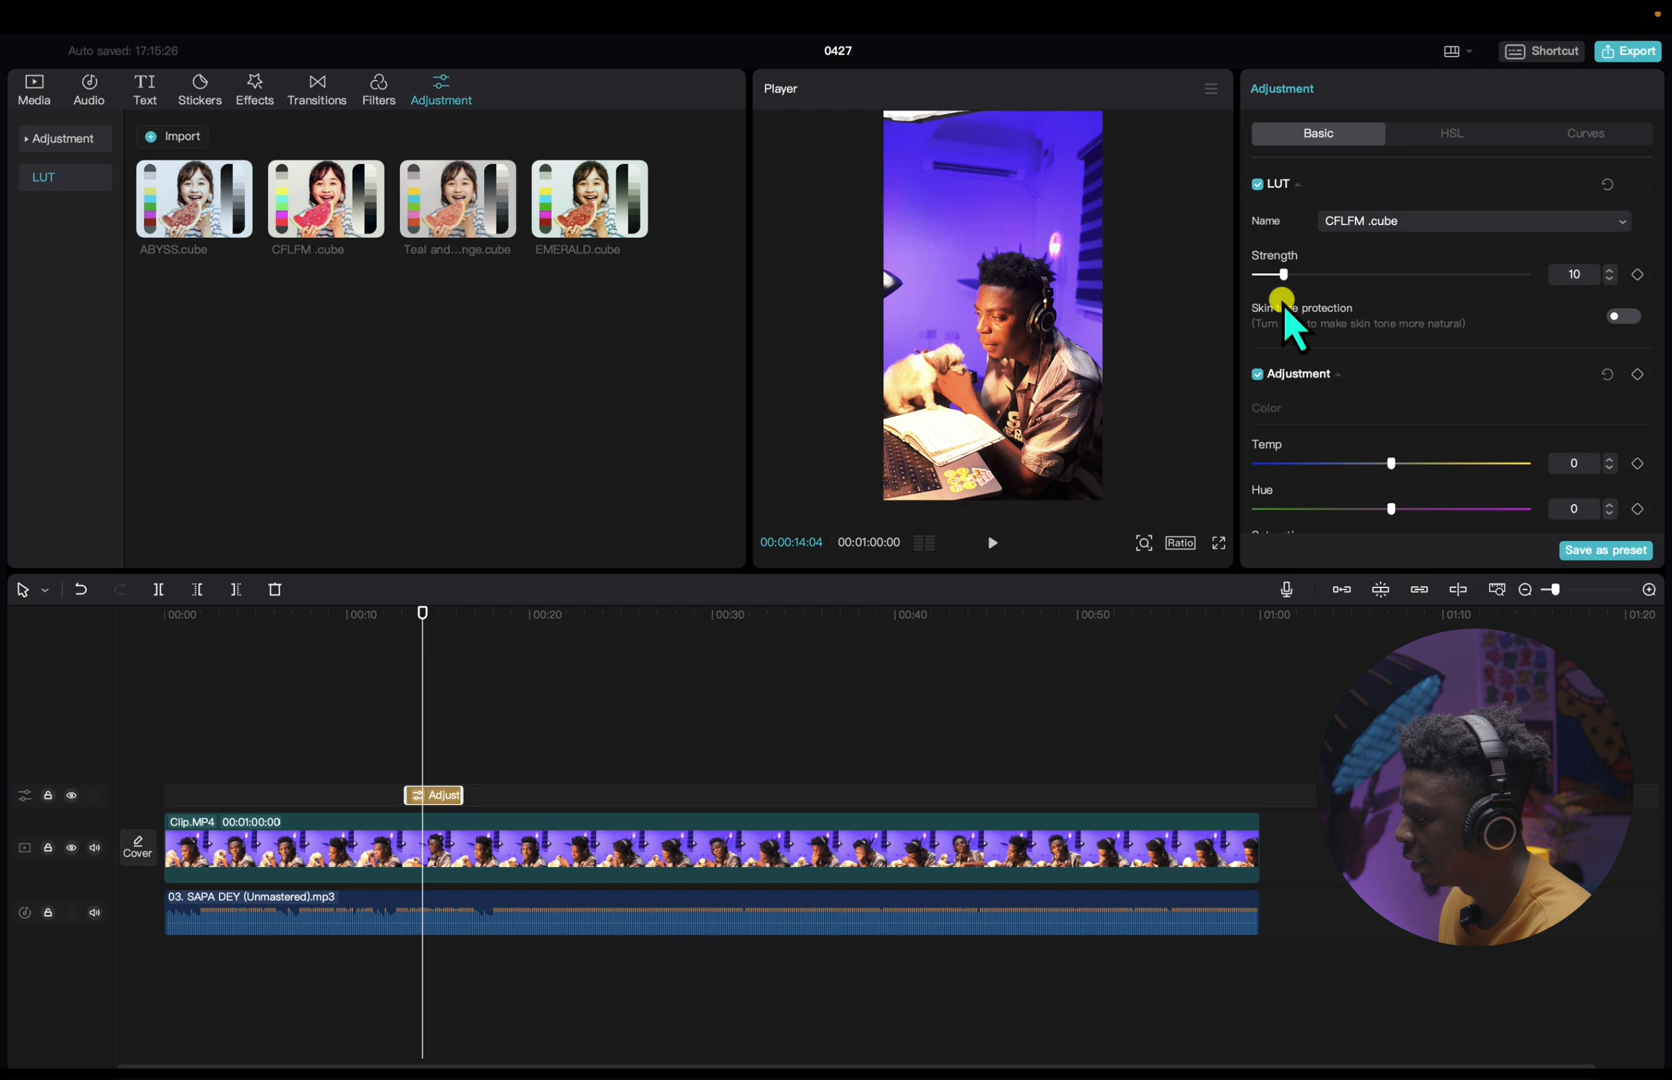 Auto saved: 17:15:26
0427
Shortcut
Export
Media
Audio
Text
Stickers
Effects
Transitions
Filters
Adjustment
Adjustment
LUT
Import
ABYSS.cube
CFLFM .cube
Teal and...nge.cube
EMERALD.cube
Player
00:00:14:04
00:01:00:00
Ratio
Adjustment
Basic
HSL
Curves
LUT
Name
CFLFM .cube
Strength
10
protection
(Turn to make skin tone more natural)
Adjustment
Color
Temp
0
Hue
0
Save as preset
00:00
00:10
00:20
00:30
00:40
00:50
01:00
01:10
01:20
Adjust
Clip.MP4 00:01:00:00
Cover
03. SAPA DEY (Unmastered).mp3